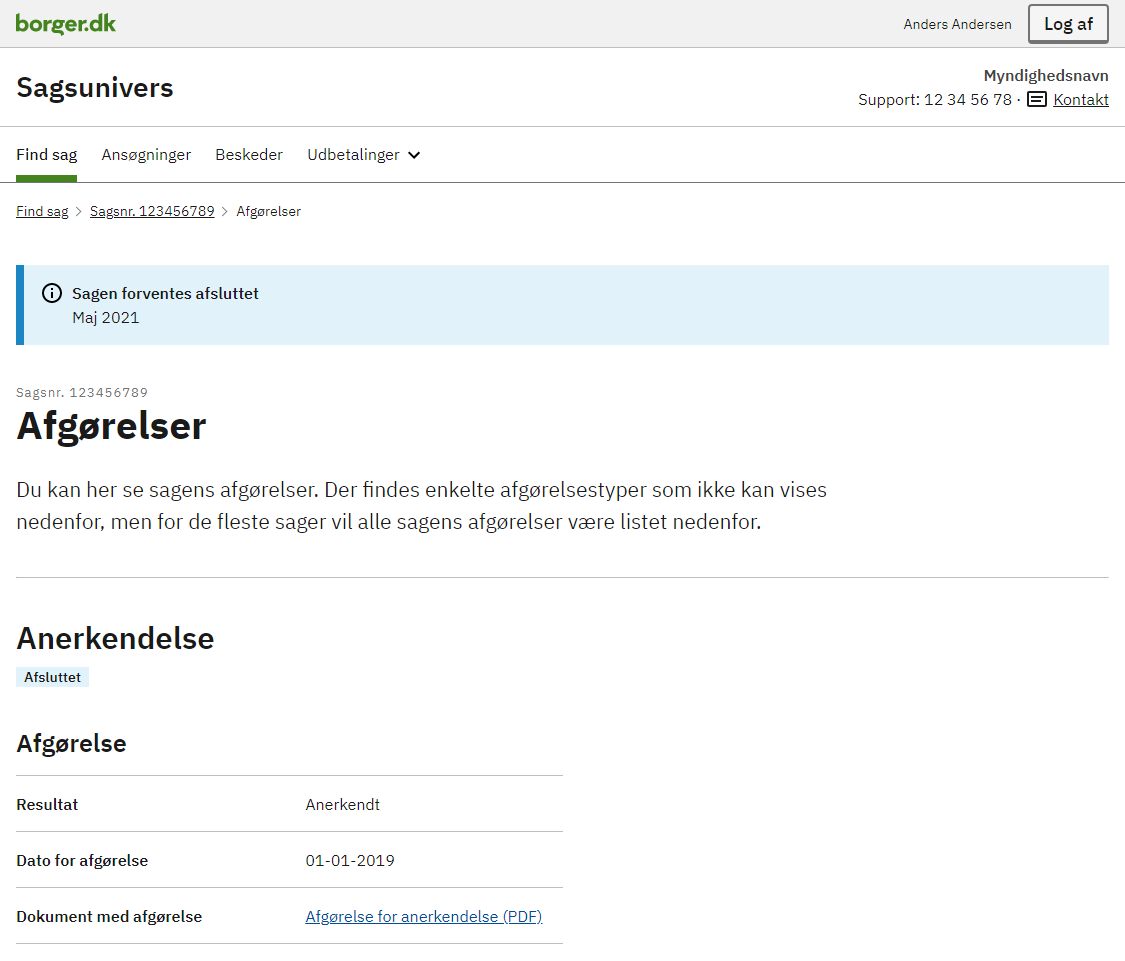 borger.dk
Anders Andersen
Log af
Sagsunivers
Myndighedsnavn
Support: 12 34 56 78 · Kontakt
Find sag Ansøgninger Beskeder Udbetalinger
Find sag > Sagsnr. 123456789 > Afgørelser
Sagen forventes afsluttet
Maj 2021
Sagsnr. 123456789
Afgørelser
Du kan her se sagens afgørelser. Der findes enkelte afgørelsestyper som ikke kan vises
nedenfor, men for de fleste sager vil alle sagens afgørelser være listet nedenfor.
Anerkendelse
Afsluttet
Afgørelse
Resultat Anerkendt
Dato for afgørelse 01-01-2019
Dokument med afgørelse Afgørelse for anerkendelse (PDF)